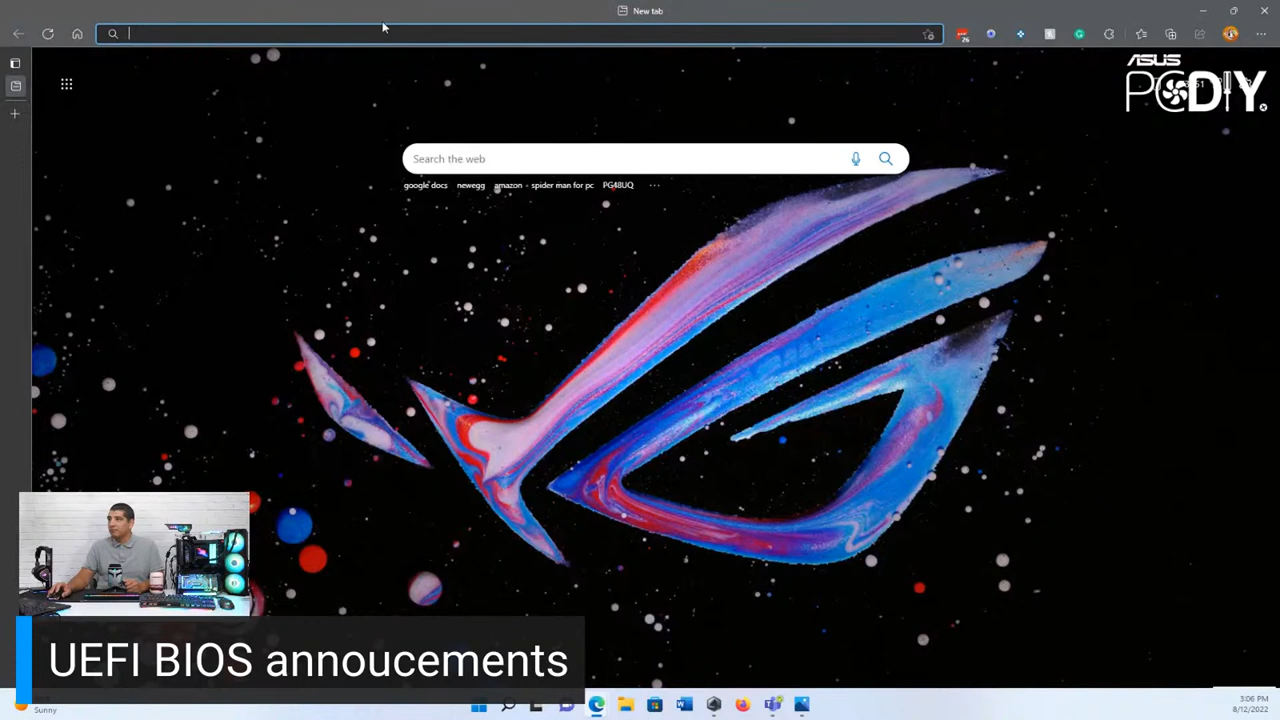 New tab
26
ASUS
PCDIY.
Search the web
google docs newegg amazon - spider man for pc PG48UQ ...
UEFI BIOS annoucements
Sunny
3:06 PM
8/12/2022